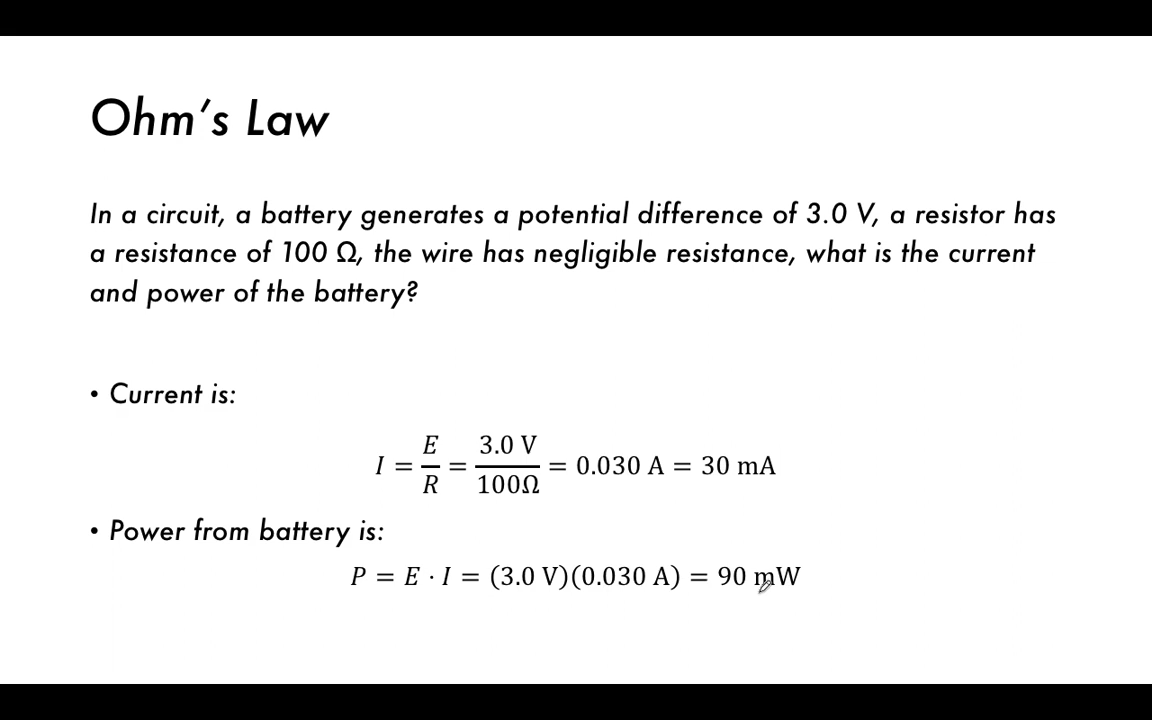 Ohm's Law
In a circuit, a battery generates a potential difference of 3.0 V, a resistor has
a resistance of 100 Ω, the wire has negligible resistance, what is the current
and power of the battery?
• Current is:
I = E/R = 3.0 V/100Ω = 0.030 A = 30 mA
• Power from battery is:
P = E · I = (3.0 V)(0.030 A) = 90 mW